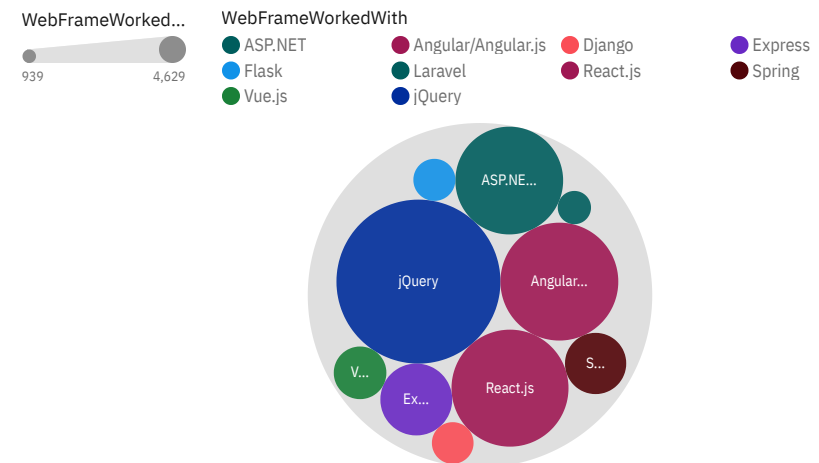 WebFrameWorked...
939 4,629
WebFrameWorkedWith
ASP.NET Angular/Angular.js Django Express
Flask Laravel React.js Spring
Vue.js jQuery
ASP.NE...
jQuery Angular...
S...
V... React.js
Ex...